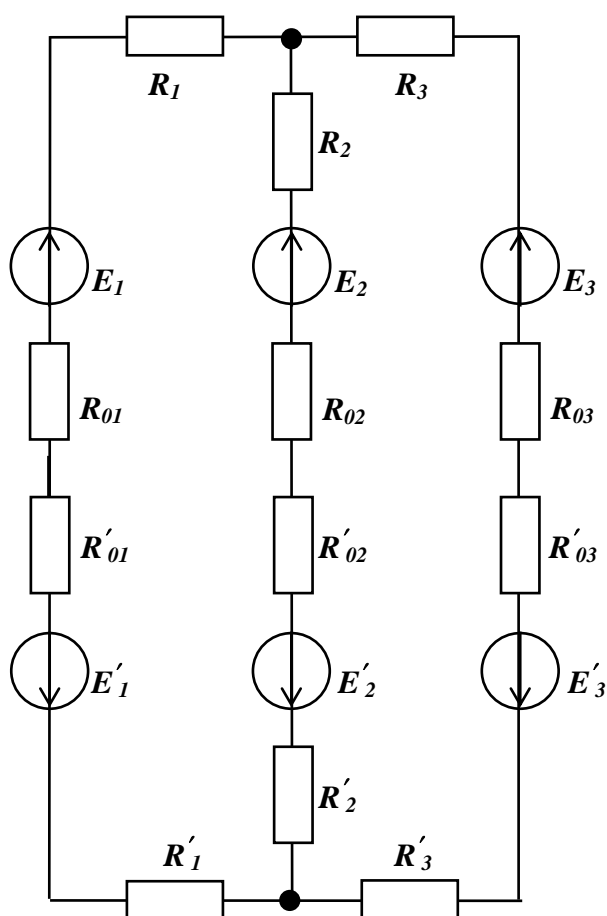 R₁ R₃
R₂
E₁ E₂ E₃
R₀₁ R₀₂ R₀₃
R′₀₁ R′₀₂ R′₀₃
E′₁ E′₂ E′₃
R′₂
R′₁ R′₃